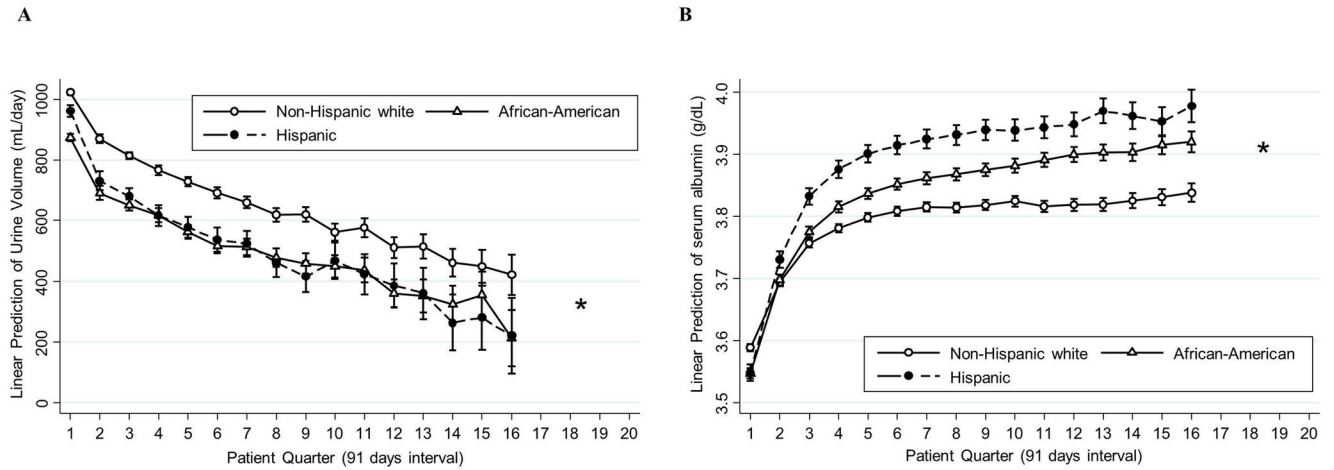 A
Linear Prediction of Urine Volume (mL/day)
1000
800
600
400
200
0
Non-Hispanic white
African-American
Hispanic
*
1 2 3 4 5 6 7 8 9 10 11 12 13 14 15 16 18 19 20
Patient Quarter (91 days interval)
B
Linear Prediction of serum albumin (g/dL)
4.0
3.9
3.8
3.7
3.6
3.5
*
Non-Hispanic white
African-American
Hispanic
1 2 3 4 5 6 7 8 9 10 11 12 13 14 15 16 18 19 20
Patient Quarter (91 days interval)